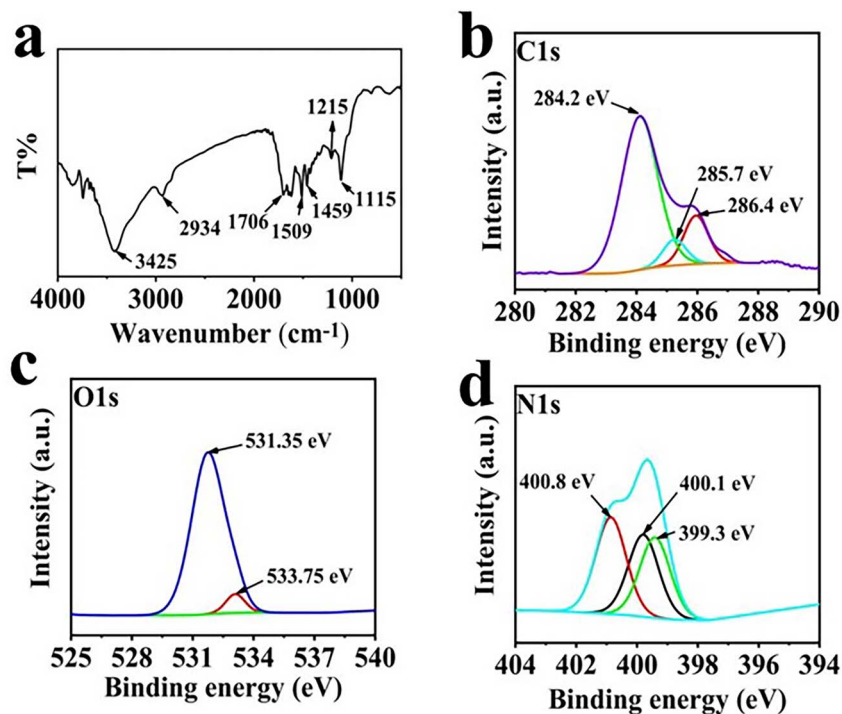 a
T%
3425
2934
1706
1509
1459
1215
1115
4000 3000 2000 1000
Wavenumber (cm-1)
b
C1s
Intensity (a.u.)
284.2 eV
285.7 eV
286.4 eV
280 282 284 286 288 290
Binding energy (eV)
c
O1s
Intensity (a.u.)
531.35 eV
533.75 eV
525 528 531 534 537 540
Binding energy (eV)
d
N1s
Intensity (a.u.)
400.8 eV
400.1 eV
399.3 eV
404 402 400 398 396 394
Binding energy (eV)